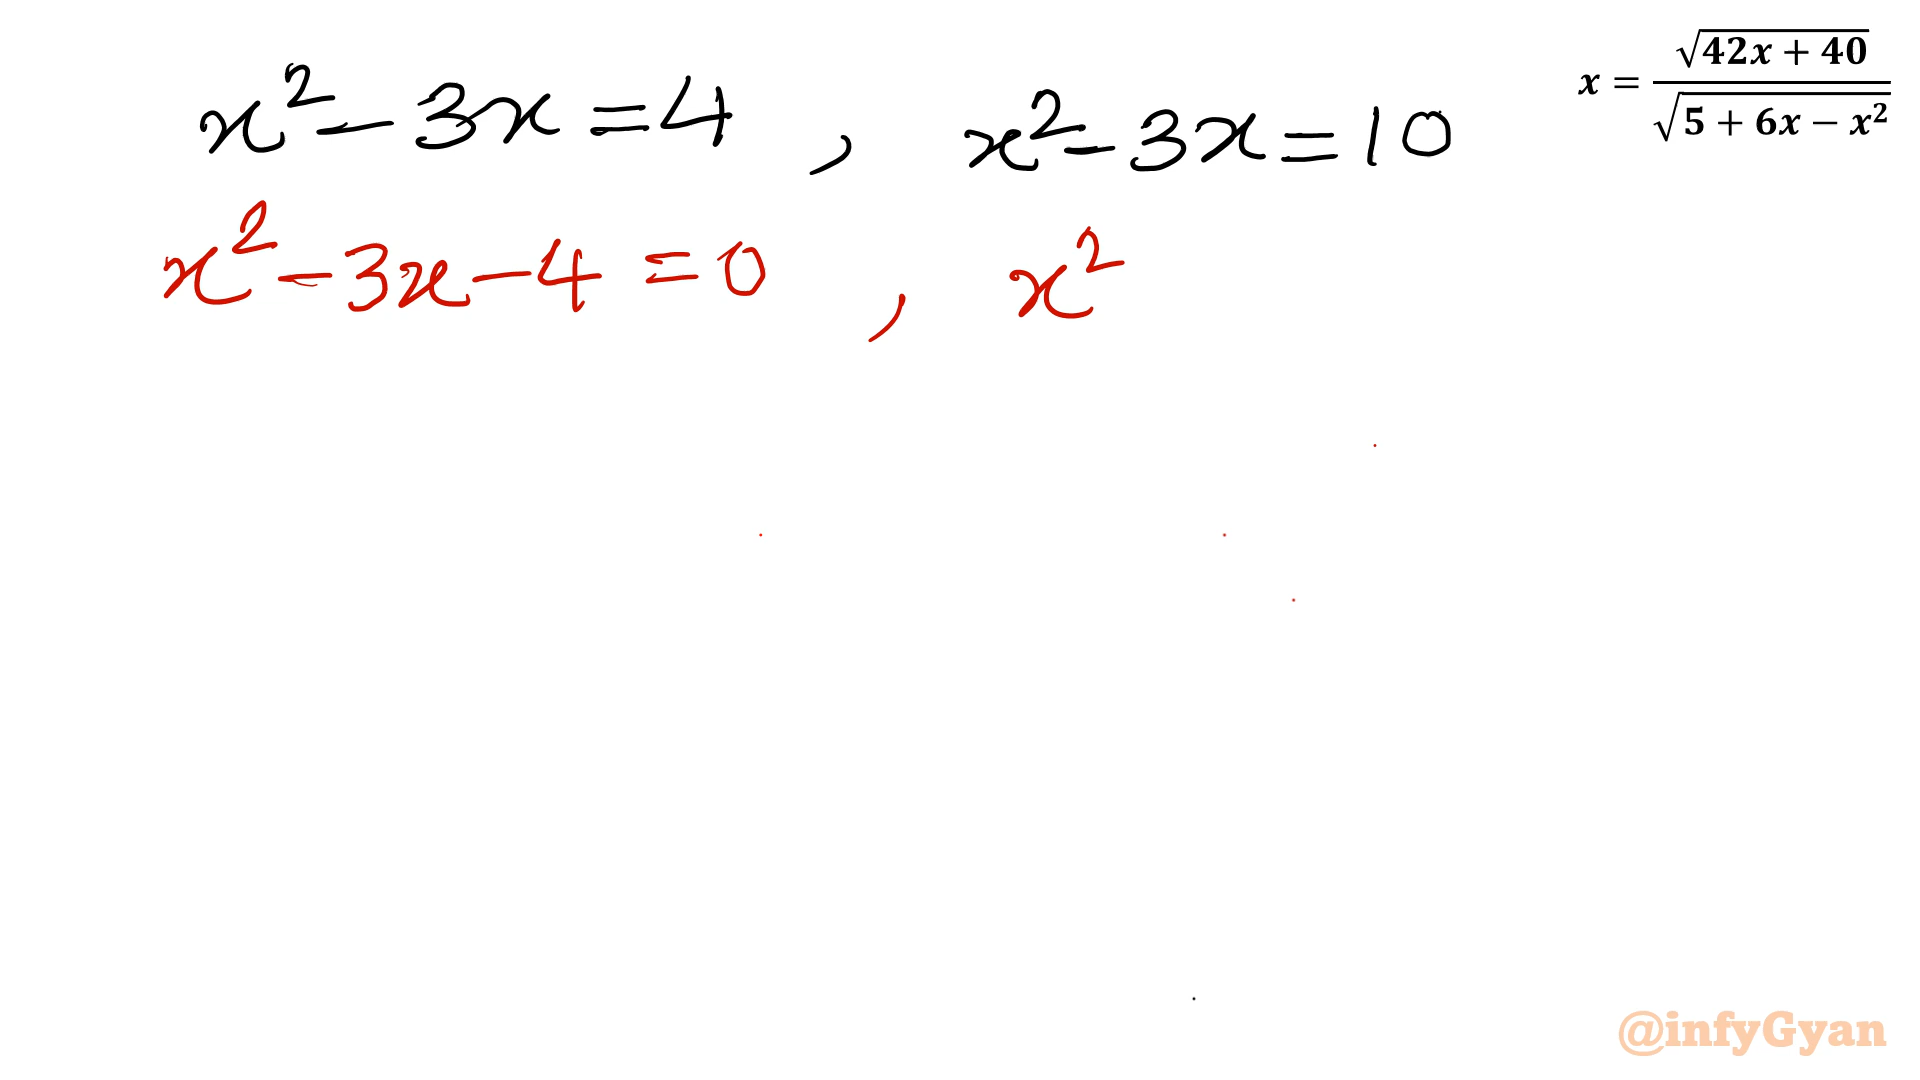 x² - 3x = 4 , x² - 3x = 10
x = √(42x + 40) / √(5 + 6x − x²)
x² - 3x - 4 = 0 , x²
@infyGyan